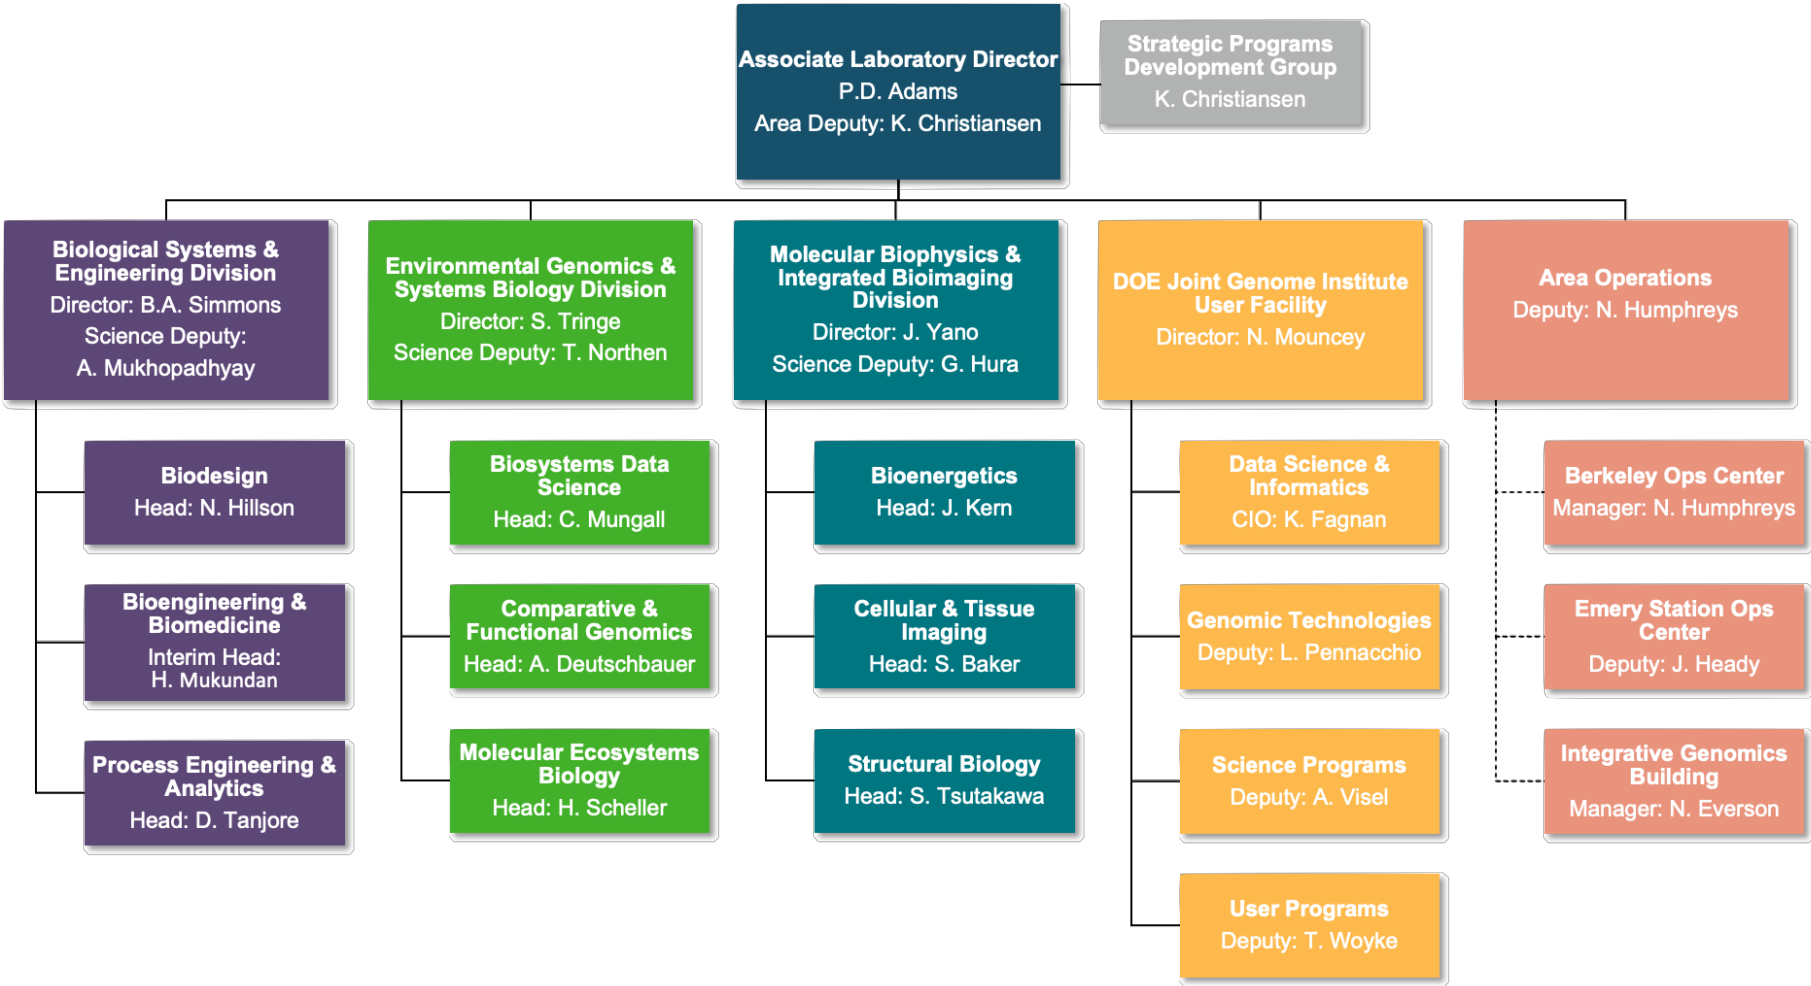 Associate Laboratory Director
P.D. Adams
Area Deputy: K. Christiansen
Strategic Programs
Development Group
K. Christiansen
Biological Systems &
Engineering Division
Director: B.A. Simmons
Science Deputy:
A. Mukhopadhyay
Biodesign
Head: N. Hillson
Bioengineering &
Biomedicine
Interim Head:
H. Mukundan
Process Engineering &
Analytics
Head: D. Tanjore
Environmental Genomics &
Systems Biology Division
Director: S. Tringe
Science Deputy: T. Northen
Biosystems Data
Science
Head: C. Mungall
Comparative &
Functional Genomics
Head: A. Deutschbauer
Molecular Ecosystems
Biology
Head: H. Scheller
Molecular Biophysics &
Integrated Bioimaging
Division
Director: J. Yano
Science Deputy: G. Hura
Bioenergetics
Head: J. Kern
Cellular & Tissue
Imaging
Head: S. Baker
Structural Biology
Head: S. Tsutakawa
DOE Joint Genome Institute
User Facility
Director: N. Mouncey
Data Science &
Informatics
CIO: K. Fagnan
Genomic Technologies
Deputy: L. Pennacchio
Science Programs
Deputy: A. Visel
User Programs
Deputy: T. Woyke
Area Operations
Deputy: N. Humphreys
Berkeley Ops Center
Manager: N. Humphreys
Emery Station Ops
Center
Deputy: J. Heady
Integrative Genomics
Building
Manager: N. Everson